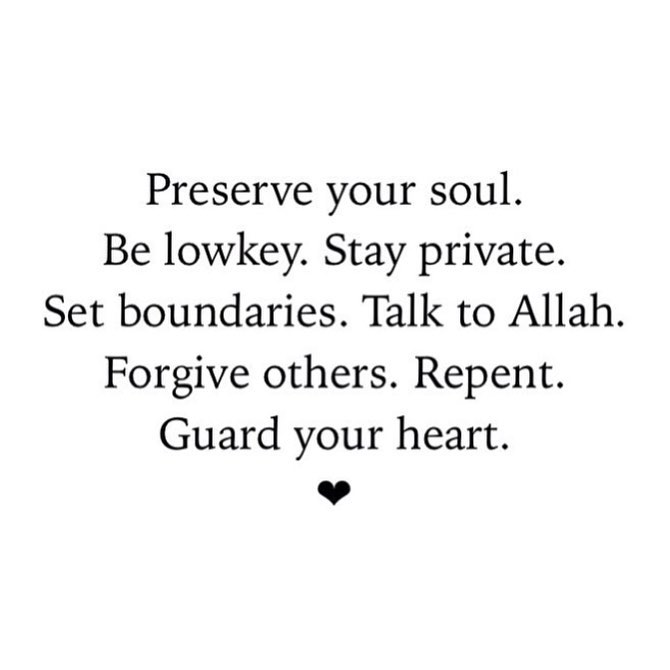 Preserve your soul.
Be lowkey. Stay private.
Set boundaries. Talk to Allah.
Forgive others. Repent.
Guard your heart.
❤